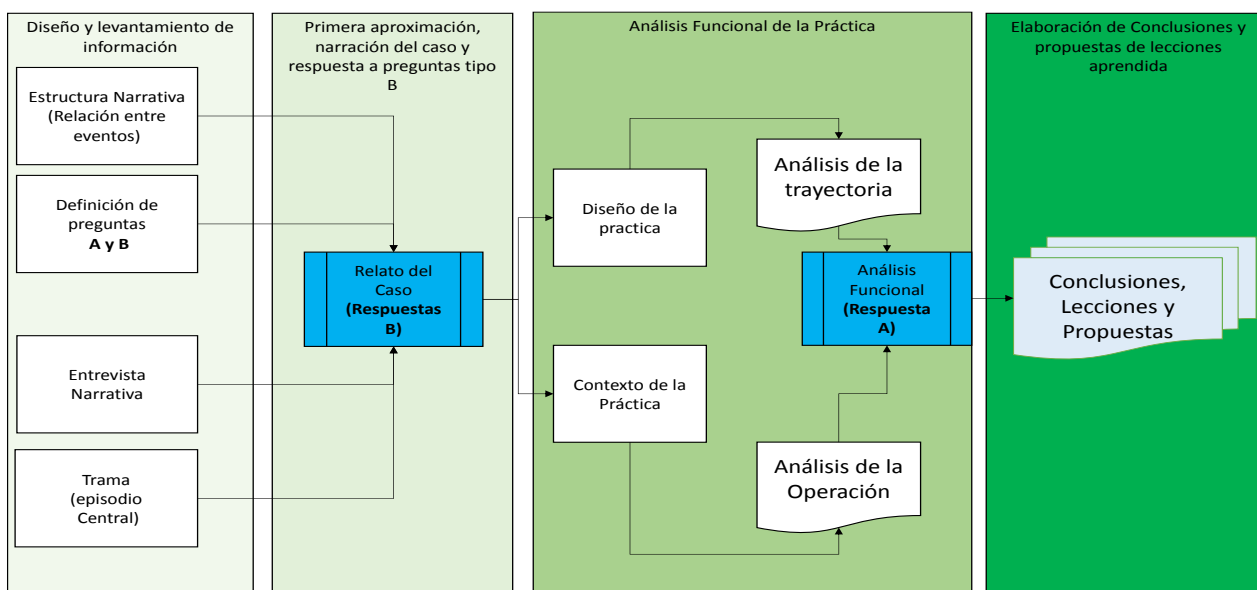 Diseño y levantamiento de
información
Estructura Narrativa
(Relación entre
eventos)
Definición de
preguntas
A y B
Entrevista
Narrativa
Trama
(episodio
Central)
Primera aproximación,
narración del caso y
respuesta a preguntas tipo
B
Relato del
Caso
(Respuestas
B)
Análisis Funcional de la Práctica
Diseño de la
practica
Contexto de la
Práctica
Análisis de la
trayectoria
Análisis
Funcional
(Respuesta
A)
Análisis de la
Operación
Elaboración de Conclusiones y
propuestas de lecciones
aprendida
Conclusiones,
Lecciones y
Propuestas